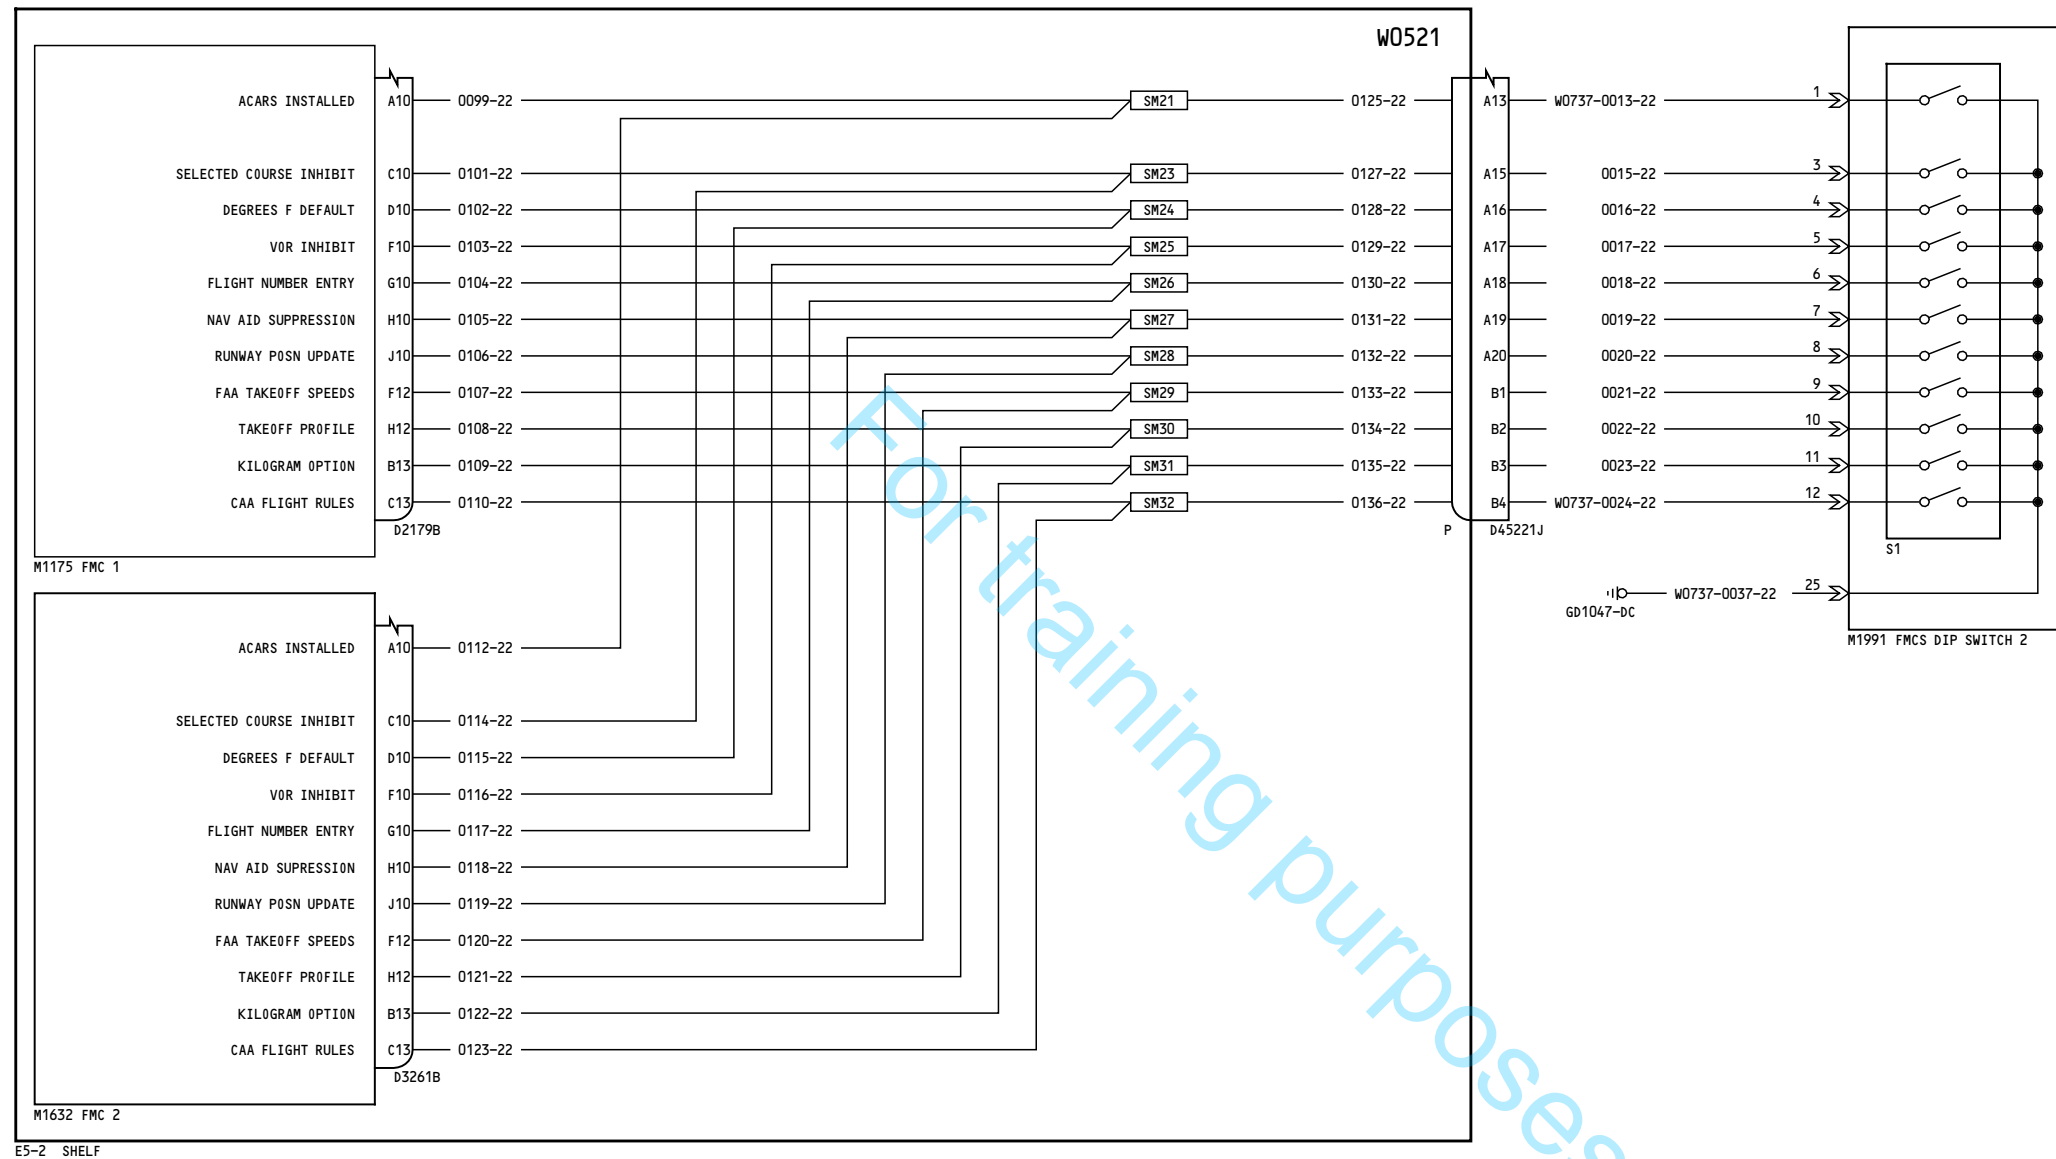 W0521
ACARS INSTALLED A10 0099-22 SM21 0125-22 A13 W0737-0013-22 1
SELECTED COURSE INHIBIT C10 0101-22 SM23 0127-22 A15 0015-22 3
DEGREES F DEFAULT D10 0102-22 SM24 0128-22 A16 0016-22 4
VOR INHIBIT F10 0103-22 SM25 0129-22 A17 0017-22 5
FLIGHT NUMBER ENTRY G10 0104-22 SM26 0130-22 A18 0018-22 6
NAV AID SUPPRESSION H10 0105-22 SM27 0131-22 A19 0019-22 7
RUNWAY POSN UPDATE J10 0106-22 SM28 0132-22 A20 0020-22 8
FAA TAKEOFF SPEEDS F12 0107-22 SM29 0133-22 B1 0021-22 9
TAKEOFF PROFILE H12 0108-22 SM30 0134-22 B2 0022-22 10
KILOGRAM OPTION B13 0109-22 SM31 0135-22 B3 0023-22 11
CAA FLIGHT RULES C13 0110-22 SM32 0136-22 B4 W0737-0024-22 12
D2179B P D45221J
S1
M1175 FMC 1
W0737-0037-22 25
GD1047-DC
M1991 FMCS DIP SWITCH 2
ACARS INSTALLED A10 0112-22
SELECTED COURSE INHIBIT C10 0114-22
DEGREES F DEFAULT D10 0115-22
VOR INHIBIT F10 0116-22
FLIGHT NUMBER ENTRY G10 0117-22
NAV AID SUPRESSION H10 0118-22
RUNWAY POSN UPDATE J10 0119-22
FAA TAKEOFF SPEEDS F12 0120-22
TAKEOFF PROFILE H12 0121-22
KILOGRAM OPTION B13 0122-22
CAA FLIGHT RULES C13 0123-22
D3261B
M1632 FMC 2
E5-2 SHELF
For training purposes